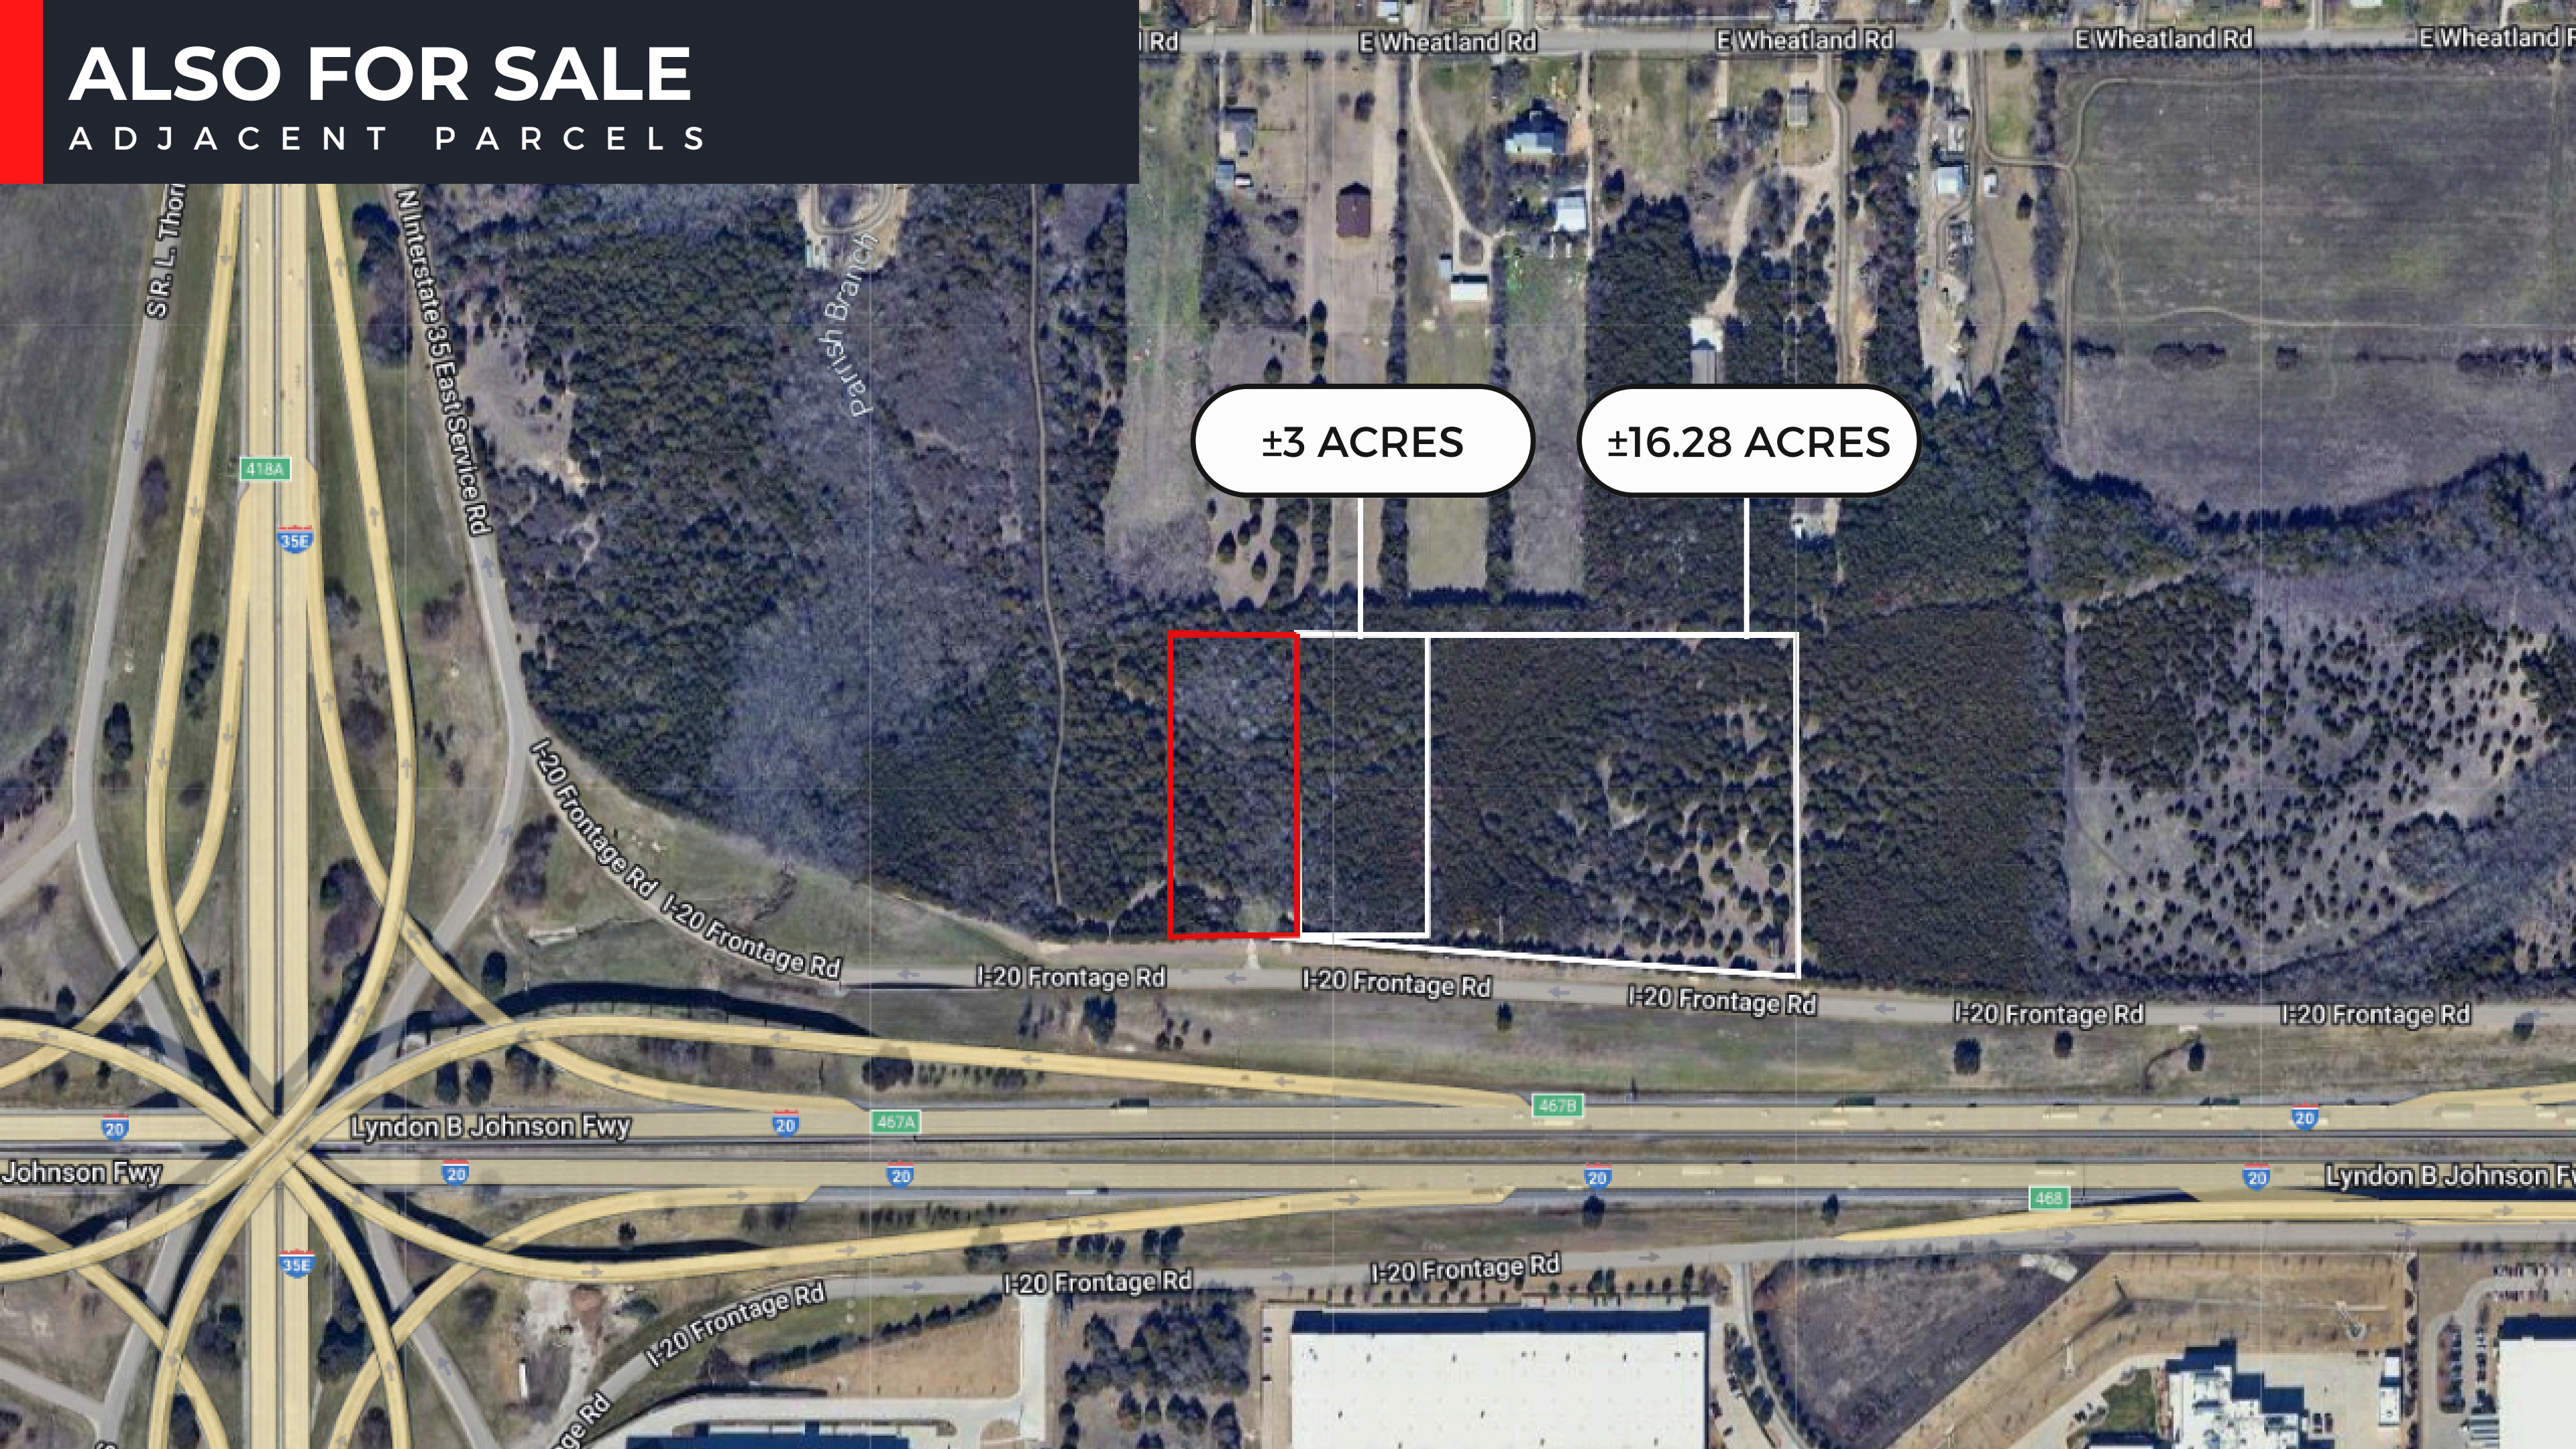 ALSO FOR SALE
ADJACENT PARCELS
E Wheatland Rd
E Wheatland Rd
E Wheatland Rd
E Wheatland
Rd
S R. L.
N Interstate 35 East Service Rd
Parrish Branch
±3 ACRES
±16.28 ACRES
418A
35E
I-20 Frontage Rd
I-20 Frontage Rd
I-20 Frontage Rd
I-20 Frontage Rd
I-20 Frontage Rd
I-20 Frontage Rd
I-20 Frontage Rd
20
Lyndon B Johnson Fwy
20
467A
467B
20
Johnson Fwy
20
20
20
468
20
Lyndon B Johnson
35E
I-20 Frontage Rd
I-20 Frontage Rd
I-20 Frontage Rd
Rd